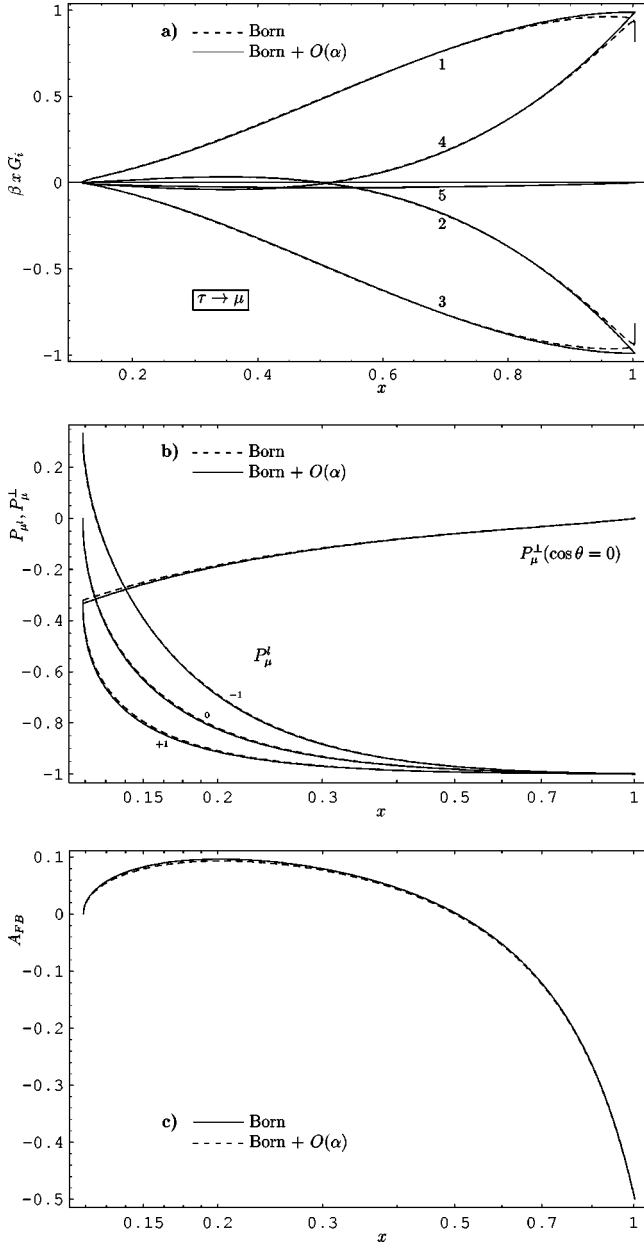 a)
Born
Born + O(α)
1
0.5
0
−0.5
−1
β x G_i
1
4
5
2
3
τ → μ
0.2 0.4 0.6 0.8 1
x
b)
Born
Born + O(α)
0.2
0
−0.2
−0.4
−0.6
−0.8
−1
P_μ^l, P_μ^⊥
P_μ^⊥(cos θ = 0)
P_μ^l
−1
0
+1
0.15 0.2 0.3 0.5 0.7 1
x
0.1
0
−0.1
−0.2
−0.3
−0.4
−0.5
A_FB
c)
Born
Born + O(α)
0.15 0.2 0.3 0.5 0.7 1
x